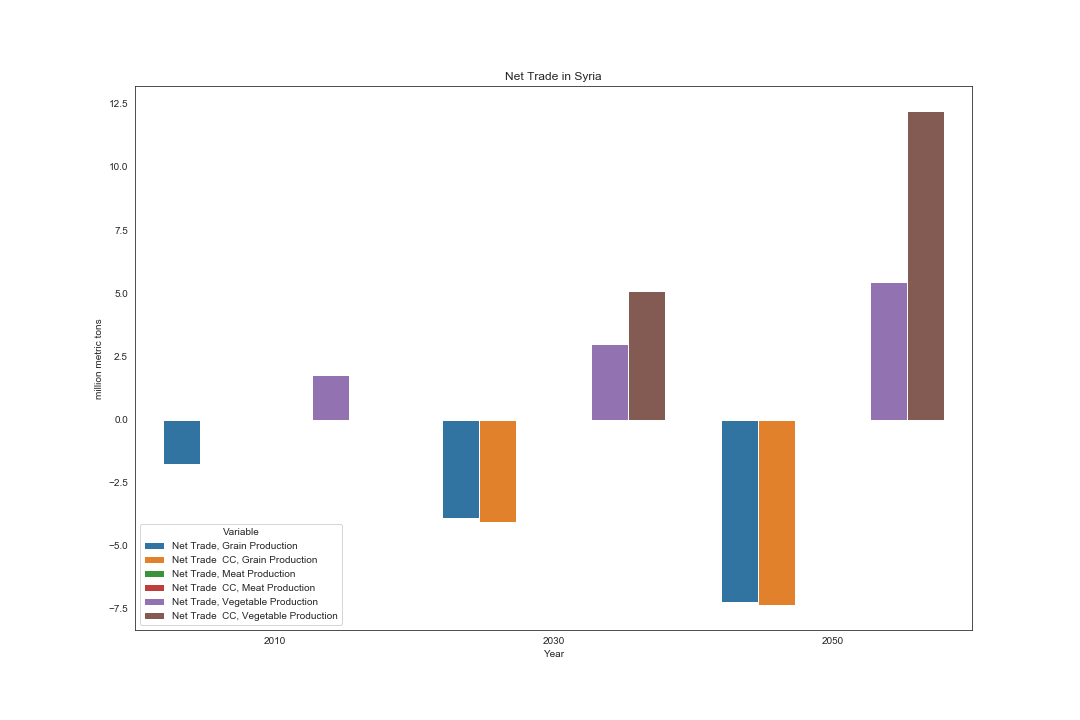 Net Trade in Syria
12.5
10.0
7.5
5.0
2.5
0.0
−2.5
−5.0
−7.5
million metric tons
Variable
Net Trade, Grain Production
Net Trade  CC, Grain Production
Net Trade, Meat Production
Net Trade  CC, Meat Production
Net Trade, Vegetable Production
Net Trade  CC, Vegetable Production
2010 2030 2050
Year